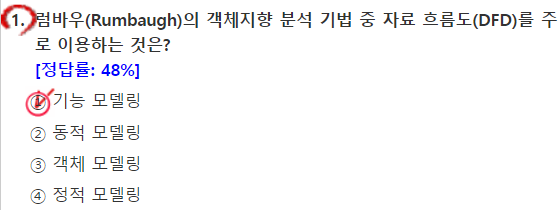 1. 럼바우(Rumbaugh)의 객체지향 분석 기법 중 자료 흐름도(DFD)를 주
로 이용하는 것은?
[정답률: 48%]
① 기능 모델링
② 동적 모델링
③ 객체 모델링
④ 정적 모델링